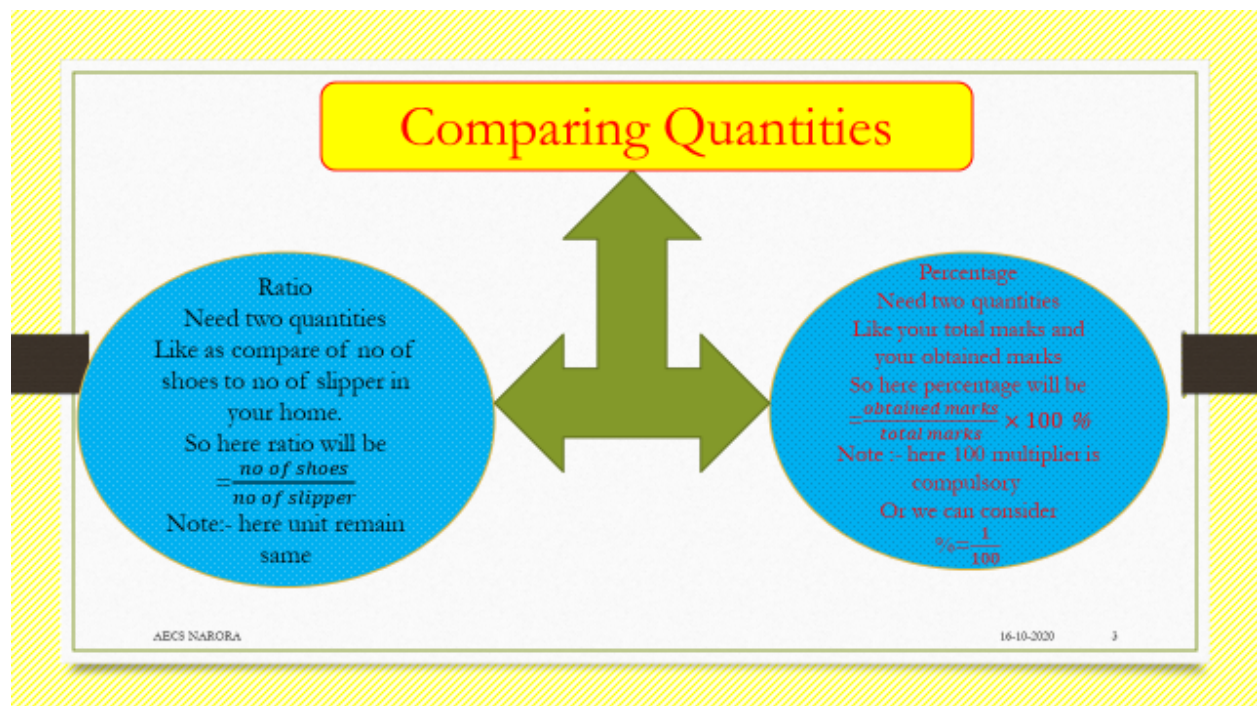 Comparing Quantities
Ratio
Need two quantities
Like as compare of no of
shoes to no of slipper in
your home.
So here ratio will be
=no of shoes/no of slipper
Note:- here unit remain
same
Percentage
Need two quantities
Like your total marks and
your obtained marks
So here percentage will be
=obtained marks/total marks × 100 %
Note :- here 100 multiplier is
compulsory
Or we can consider
%=1/100
AECS NARORA
16-10-2020
3